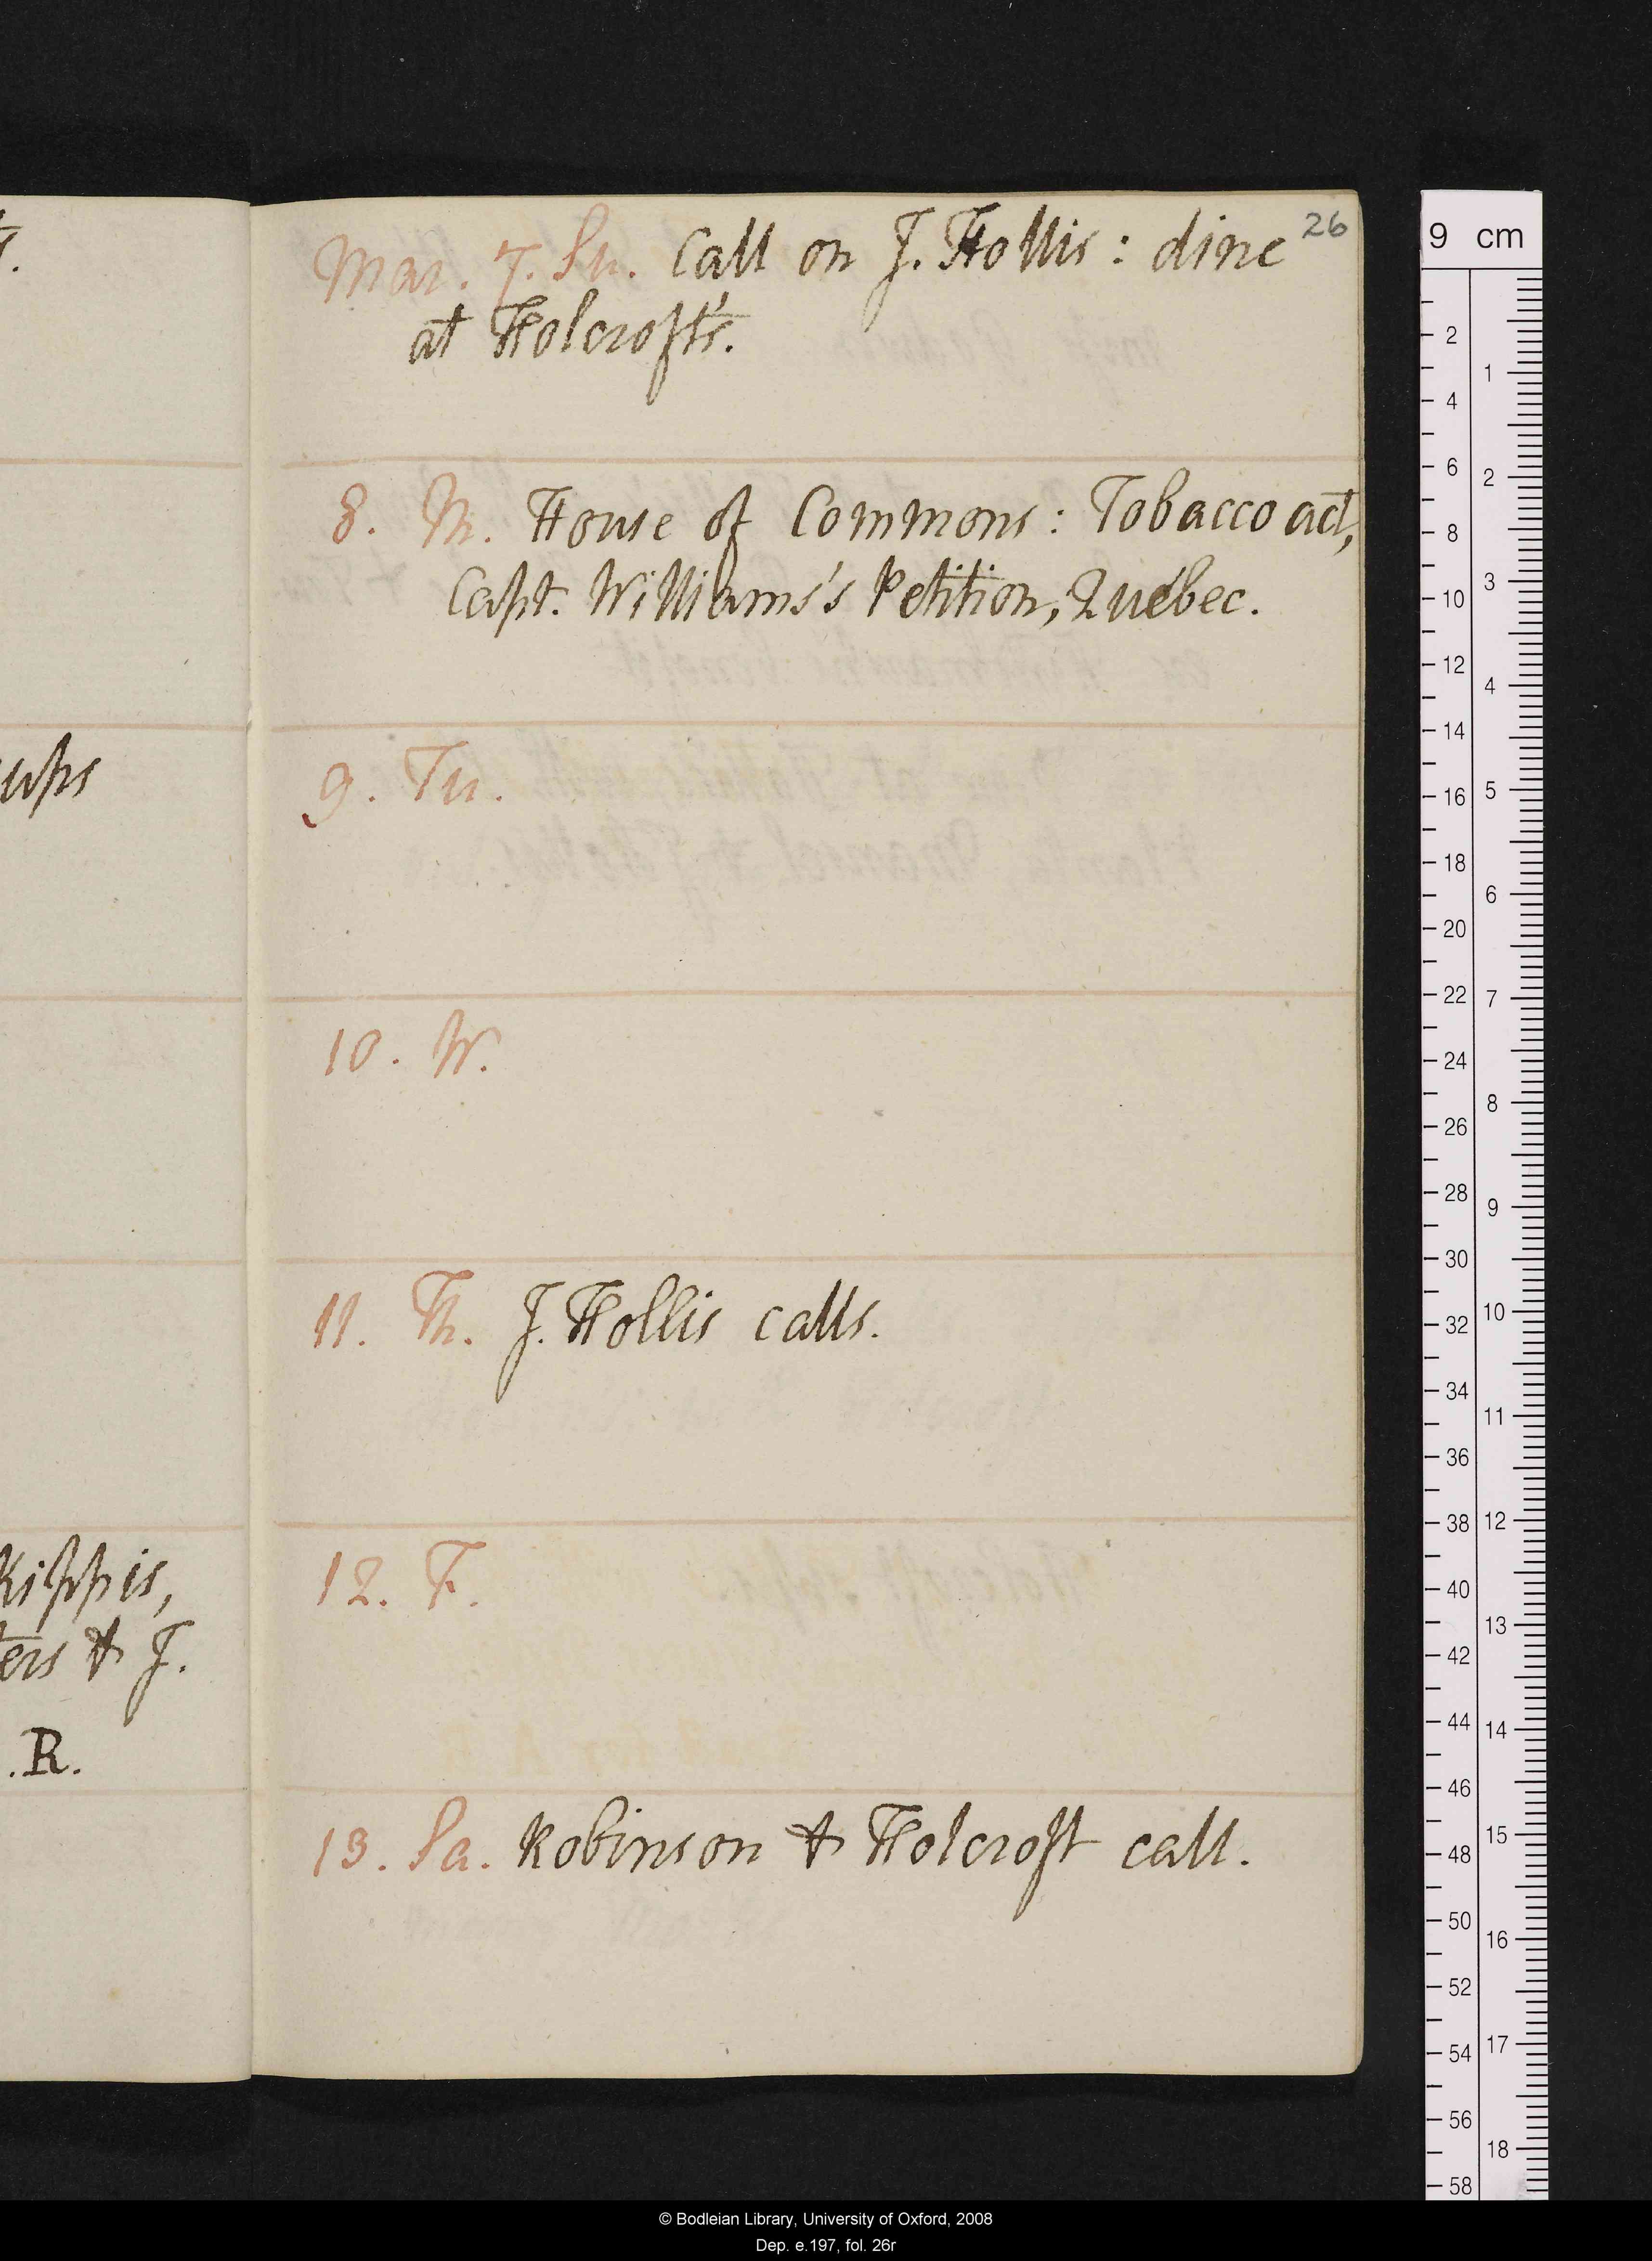 s.
ups
Kippis,
ers & J.
. R.
26
Mar. 7. Su. Call on J. Hollis : dine
at Holcroft's.
8. M. House of Commons : Tobacco act,
Capt. Williams's Petition, Quebec.
9. Tu.
10. W.
11. Th. J. Hollis calls.
12. F.
13. Sa. Robinson & Holcroft call.
9 cm
2
4
6
8
10
12
14
16
18
20
22
24
26
28
30
32
34
36
38
40
42
44
46
48
50
52
54
56
58
1
2
3
4
5
6
7
8
9
10
11
12
13
14
15
16
17
18
© Bodleian Library, University of Oxford, 2008
Dep. e.197, fol. 26r